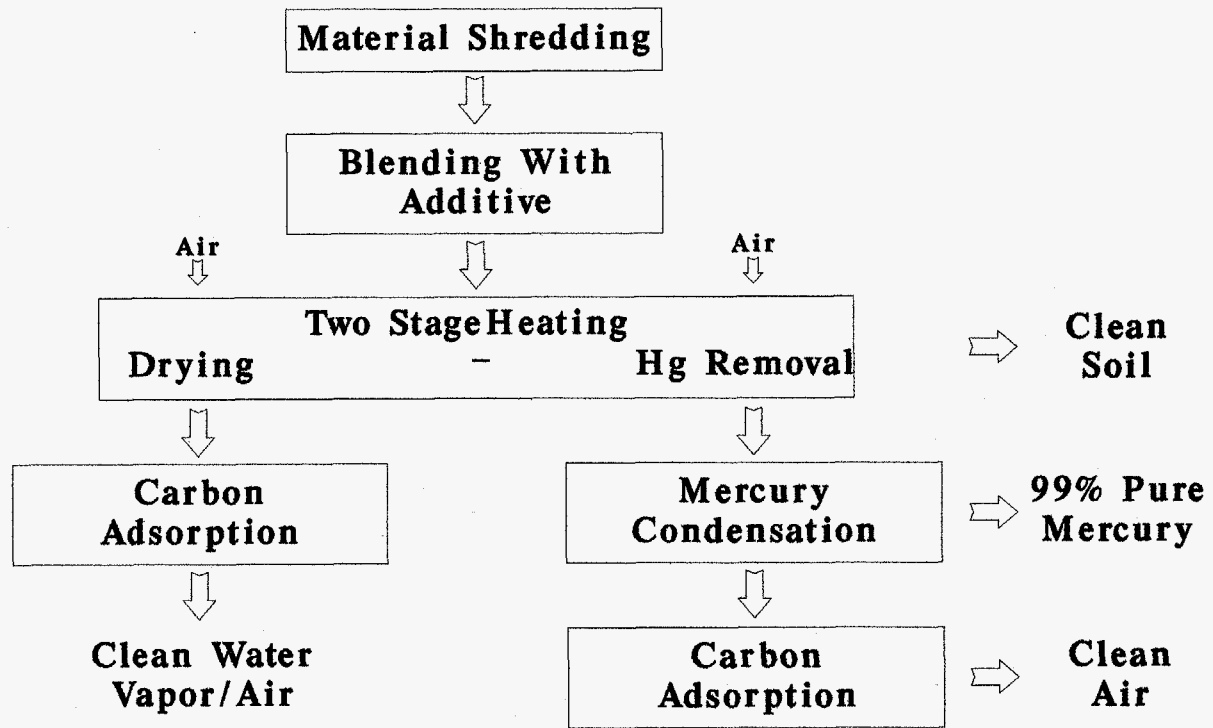 Material Shredding
Blending With
Additive
Air
Air
Two Stage Heating
Drying – Hg Removal
Clean
Soil
Carbon
Adsorption
Mercury
Condensation
99% Pure
Mercury
Clean Water
Vapor/Air
Carbon
Adsorption
Clean
Air